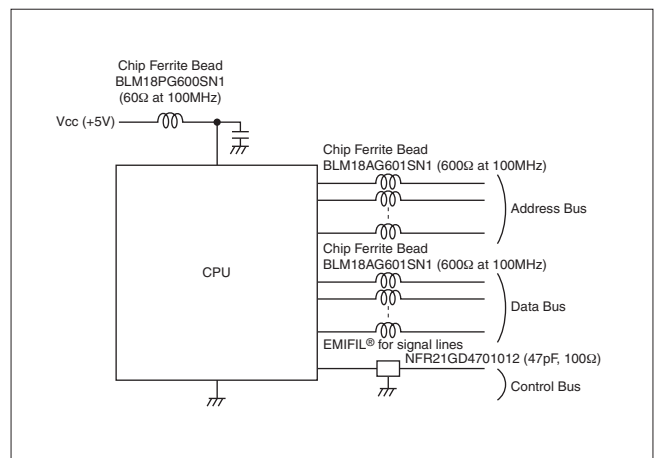 Chip Ferrite Bead
BLM18PG600SN1
(60Ω at 100MHz)
Vcc (+5V)
Chip Ferrite Bead
BLM18AG601SN1 (600Ω at 100MHz)
Address Bus
Chip Ferrite Bead
BLM18AG601SN1 (600Ω at 100MHz)
CPU
Data Bus
EMIFIL® for signal lines
NFR21GD4701012 (47pF, 100Ω)
Control Bus